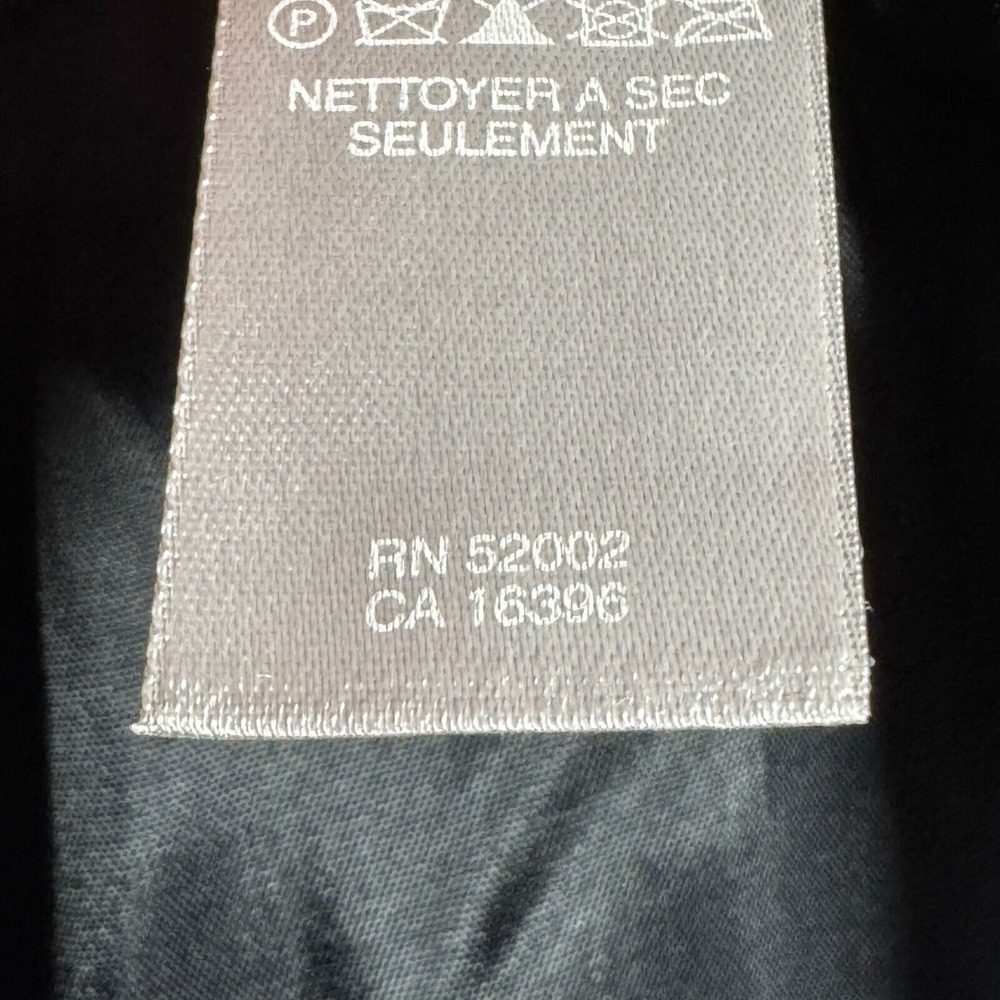 P
NETTOYER A SEC
SEULEMENT
RN 52002
CA 16396